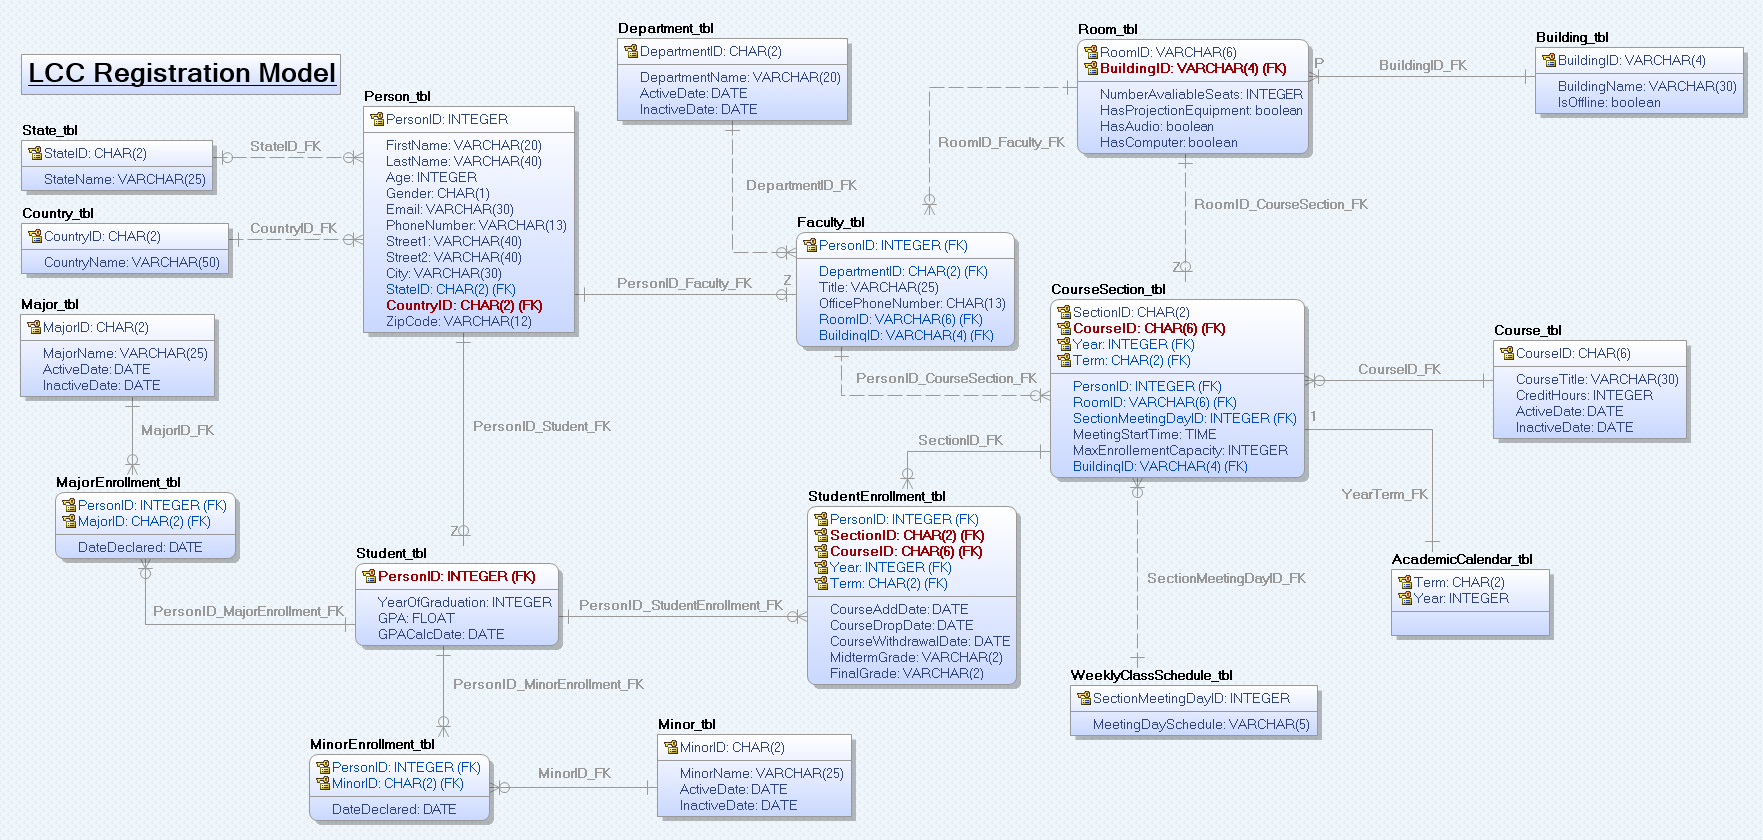 LCC Registration Model
State_tbl
StateID: CHAR(2)
StateName: VARCHAR(25)
StateID_FK
Country_tbl
CountryID: CHAR(2)
CountryName: VARCHAR(50)
CountryID_FK
Person_tbl
PersonID: INTEGER
FirstName: VARCHAR(20)
LastName: VARCHAR(40)
Age: INTEGER
Gender: CHAR(1)
Email: VARCHAR(30)
PhoneNumber: VARCHAR(13)
Street1: VARCHAR(40)
Street2: VARCHAR(40)
City: VARCHAR(30)
StateID: CHAR(2) (FK)
CountryID: CHAR(2) (FK)
ZipCode: VARCHAR(12)
Department_tbl
DepartmentID: CHAR(2)
DepartmentName: VARCHAR(20)
ActiveDate: DATE
InactiveDate: DATE
DepartmentID_FK
Room_tbl
RoomID: VARCHAR(6)
BuildingID: VARCHAR(4) (FK)
NumberAvaliableSeats: INTEGER
HasProjectionEquipment: boolean
HasAudio: boolean
HasComputer: boolean
P
BuildingID_FK
Building_tbl
BuildingID: VARCHAR(4)
BuildingName: VARCHAR(30)
IsOffline: boolean
RoomID_Faculty_FK
RoomID_CourseSection_FK
Z
Faculty_tbl
PersonID: INTEGER (FK)
DepartmentID: CHAR(2) (FK)
Title: VARCHAR(25)
OfficePhoneNumber: CHAR(13)
RoomID: VARCHAR(6) (FK)
BuildingID: VARCHAR(4) (FK)
PersonID_Faculty_FK
Z
PersonID_CourseSection_FK
CourseSection_tbl
SectionID: CHAR(2)
CourseID: CHAR(6) (FK)
Year: INTEGER (FK)
Term: CHAR(2) (FK)
PersonID: INTEGER (FK)
RoomID: VARCHAR(6) (FK)
SectionMeetingDayID: INTEGER (FK)
MeetingStartTime: TIME
MaxEnrollementCapacity: INTEGER
BuildingID: VARCHAR(4) (FK)
CourseID_FK
1
Course_tbl
CourseID: CHAR(6)
CourseTitle: VARCHAR(30)
CreditHours: INTEGER
ActiveDate: DATE
InactiveDate: DATE
Major_tbl
MajorID: CHAR(2)
MajorName: VARCHAR(25)
ActiveDate: DATE
InactiveDate: DATE
MajorID_FK
PersonID_Student_FK
Z
SectionID_FK
YearTerm_FK
MajorEnrollment_tbl
PersonID: INTEGER (FK)
MajorID: CHAR(2) (FK)
DateDeclared: DATE
PersonID_MajorEnrollment_FK
Student_tbl
PersonID: INTEGER (FK)
YearOfGraduation: INTEGER
GPA: FLOAT
GPACalcDate: DATE
PersonID_StudentEnrollment_FK
StudentEnrollment_tbl
PersonID: INTEGER (FK)
SectionID: CHAR(2) (FK)
CourseID: CHAR(6) (FK)
Year: INTEGER (FK)
Term: CHAR(2) (FK)
CourseAddDate: DATE
CourseDropDate: DATE
CourseWithdrawalDate: DATE
MidtermGrade: VARCHAR(2)
FinalGrade: VARCHAR(2)
SectionMeetingDayID_FK
AcademicCalendar_tbl
Term: CHAR(2)
Year: INTEGER
WeeklyClassSchedule_tbl
SectionMeetingDayID: INTEGER
MeetingDaySchedule: VARCHAR(5)
PersonID_MinorEnrollment_FK
MinorEnrollment_tbl
PersonID: INTEGER (FK)
MinorID: CHAR(2) (FK)
DateDeclared: DATE
MinorID_FK
Minor_tbl
MinorID: CHAR(2)
MinorName: VARCHAR(25)
ActiveDate: DATE
InactiveDate: DATE